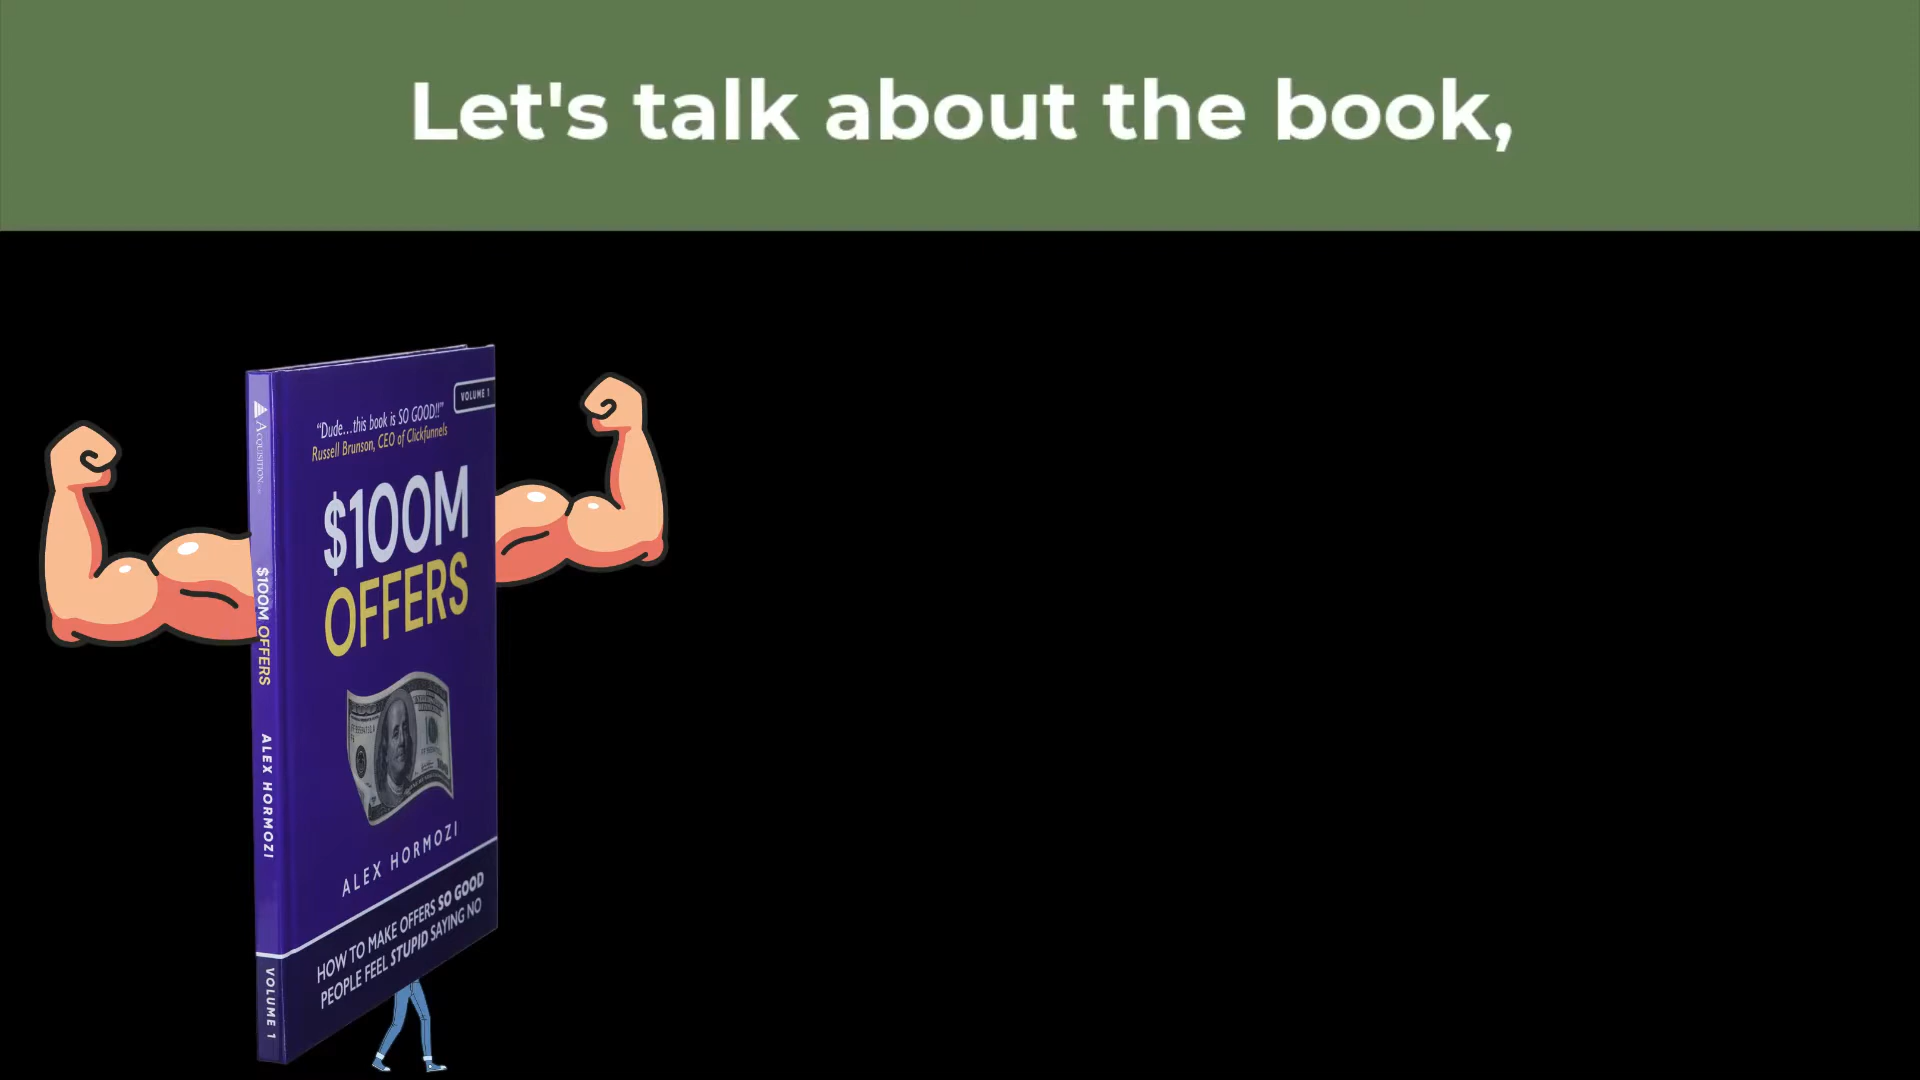 Let's talk about the book,
VOLUME 1
“Dude...this book is SO GOOD!!”
Russell Brunson, CEO of Clickfunnels
$100M
OFFERS
ALEX HORMOZI
HOW TO MAKE OFFERS SO GOOD
PEOPLE FEEL STUPID SAYING NO
ACQUISITION
$100M OFFERS
ALEX HORMOZI
VOLUME 1